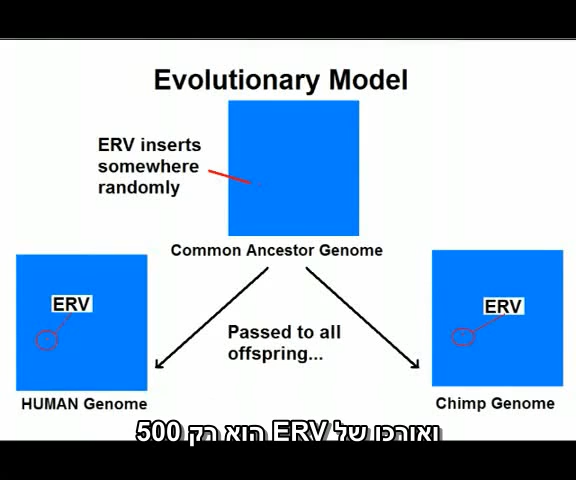 Evolutionary Model
ERV inserts
somewhere
randomly
Common Ancestor Genome
ERV
ERV
Passed to all
offspring...
HUMAN Genome
Chimp Genome
ואורכו של ERV הוא רק 500